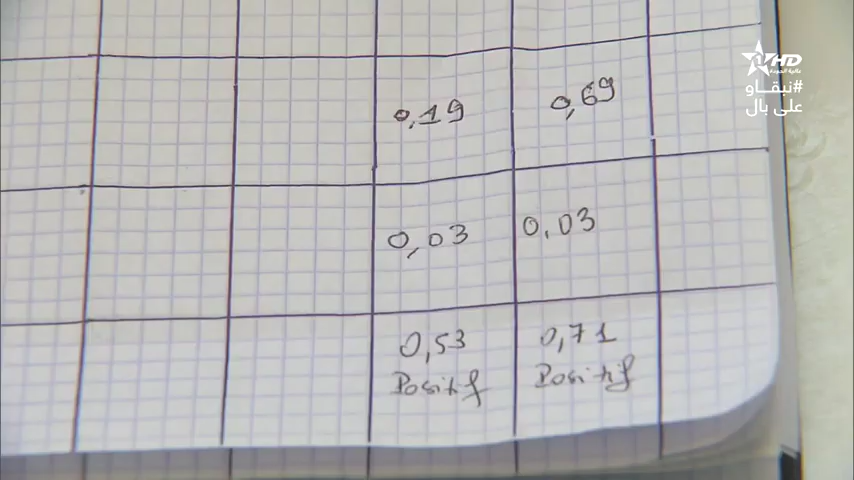 HD
#نبقاو
على بال
0,19 0,69
0,03 0,03
0,53 0,71
Positif Positif